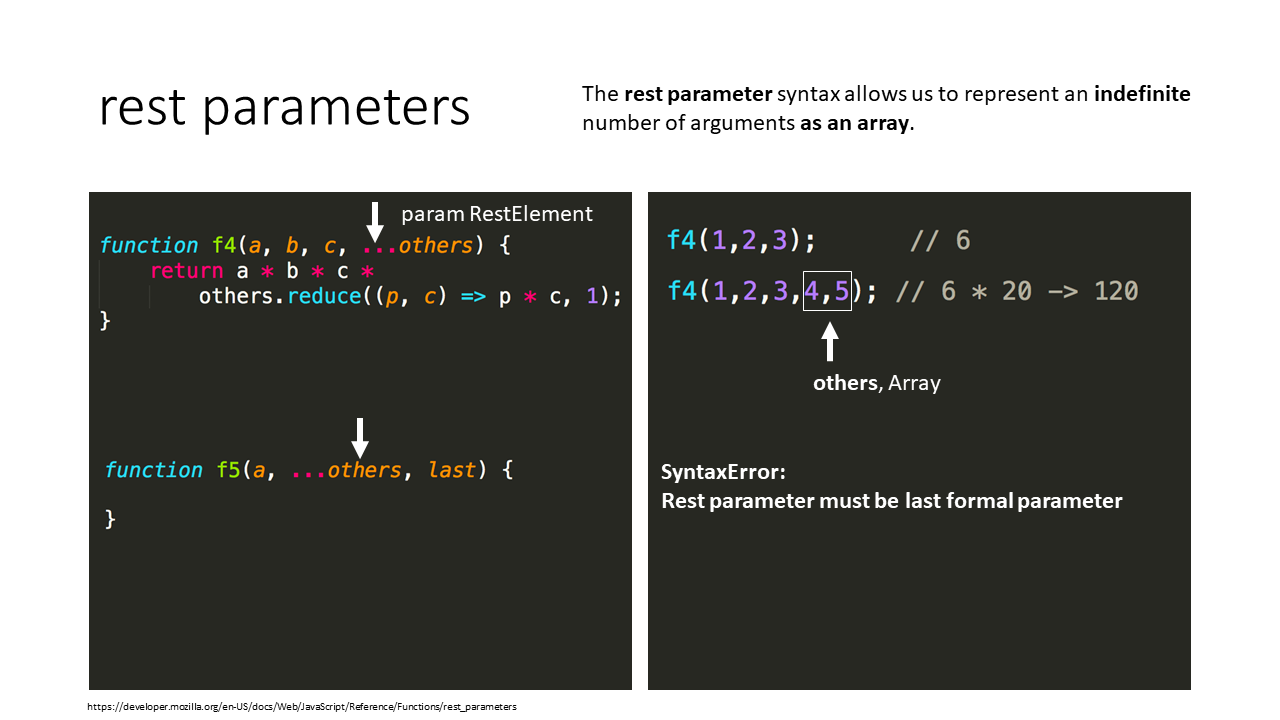 rest parameters
The rest parameter syntax allows us to represent an indefinite
number of arguments as an array.
param RestElement
function f4(a, b, c, ...others) {
return a * b * c *
others.reduce((p, c) => p * c, 1);
}
f4(1,2,3); // 6
f4(1,2,3,4,5); // 6 * 20 —> 120
others, Array
function f5(a, ...others, last) {
}
SyntaxError:
Rest parameter must be last formal parameter
https://developer.mozilla.org/en-US/docs/Web/JavaScript/Reference/Functions/rest_parameters